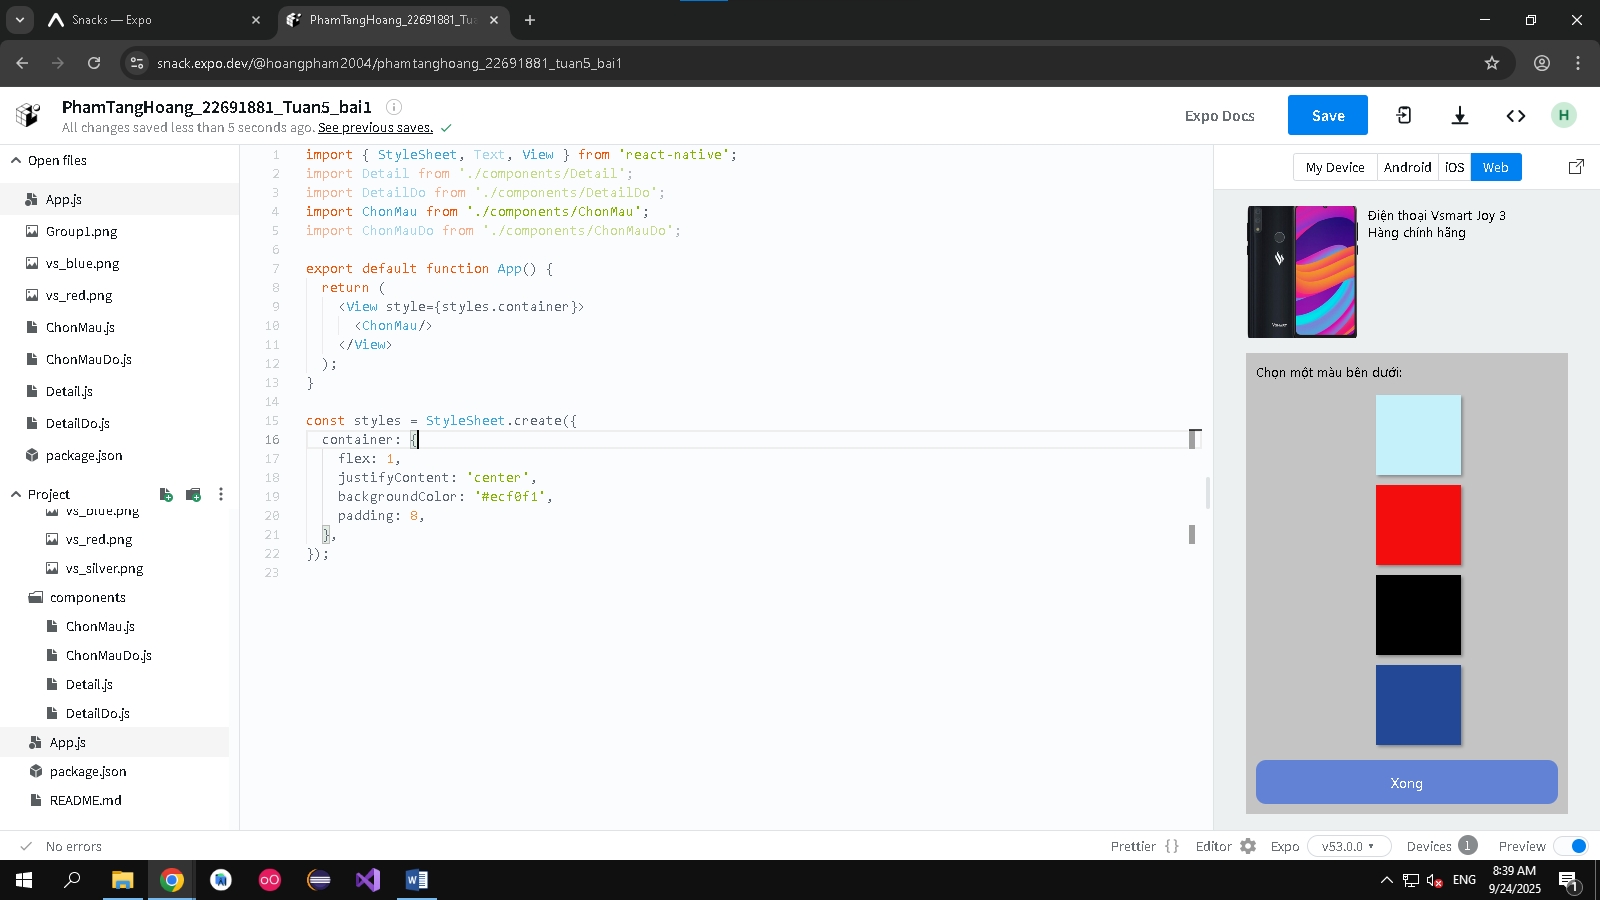 Snacks — Expo
PhamTangHoang_22691881_Tu
snack.expo.dev/@hoangpham2004/phamtanghoang_22691881_tuan5_bai1
PhamTangHoang_22691881_Tuan5_bai1
All changes saved less than 5 seconds ago. See previous saves.
Expo Docs
Save
H
Open files
App.js
Group1.png
vs_blue.png
vs_red.png
ChonMau.js
ChonMauDo.js
Detail.js
DetailDo.js
package.json
Project
vs_blue.png
vs_red.png
vs_silver.png
components
ChonMau.js
ChonMauDo.js
Detail.js
DetailDo.js
App.js
package.json
README.md
1 import { StyleSheet, Text, View } from 'react-native';
2 import Detail from './components/Detail';
3 import DetailDo from './components/DetailDo';
4 import ChonMau from './components/ChonMau';
5 import ChonMauDo from './components/ChonMauDo';
6
7 export default function App() {
8 return (
9 <View style={styles.container}>
10 <ChonMau/>
11 </View>
12 );
13 }
14
15 const styles = StyleSheet.create({
16 container: {
17 flex: 1,
18 justifyContent: 'center',
19 backgroundColor: '#ecf0f1',
20 padding: 8,
21 },
22 });
23
My Device Android iOS Web
Điện thoại Vsmart Joy 3
Hàng chính hãng
Chọn một màu bên dưới:
Xong
No errors
Prettier {} Editor Expo v53.0.0 Devices 1 Preview
ENG
8:39 AM
9/24/2025
1